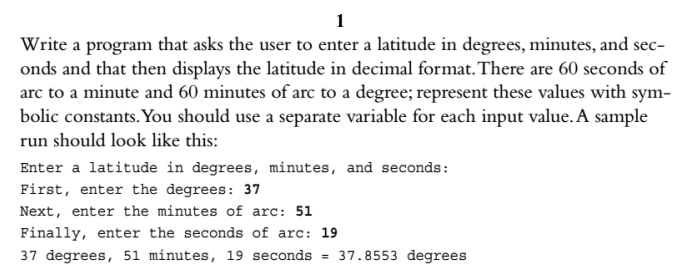 1
Write a program that asks the user to enter a latitude in degrees, minutes, and sec-
onds and that then displays the latitude in decimal format. There are 60 seconds of
arc to a minute and 60 minutes of arc to a degree; represent these values with sym-
bolic constants. You should use a separate variable for each input value. A sample
run should look like this:
Enter a latitude in degrees, minutes, and seconds:
First, enter the degrees: 37
Next, enter the minutes of arc: 51
Finally, enter the seconds of arc: 19
37 degrees, 51 minutes, 19 seconds = 37.8553 degrees